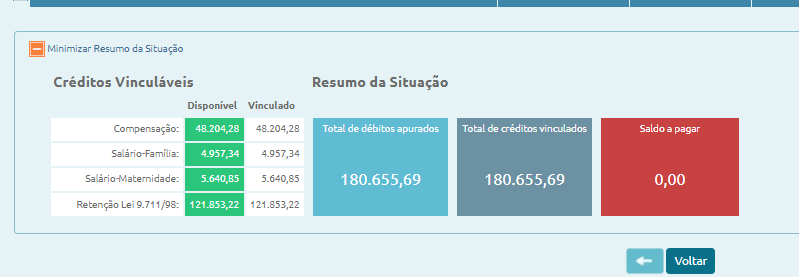 Minimizar Resumo da Situação
Créditos Vinculáveis
Disponível Vinculado
Compensação: 48.204,28 48.204,28
Salário-Família: 4.957,34 4.957,34
Salário-Maternidade: 5.640,85 5.640,85
Retenção Lei 9.711/98: 121.853,22 121.853,22
Resumo da Situação
Total de débitos apurados
180.655,69
Total de créditos vinculados
180.655,69
Saldo a pagar
0,00
Voltar